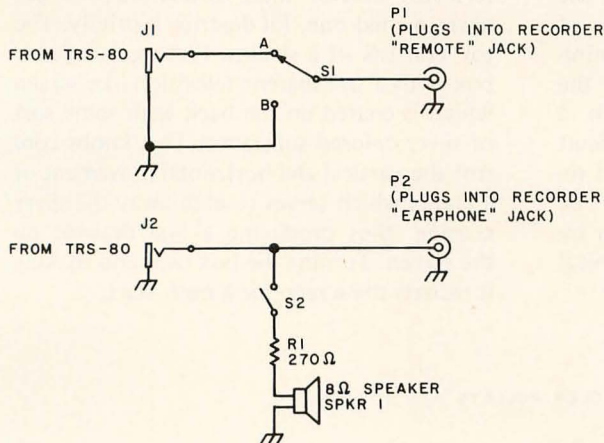 J1
P1
(PLUGS INTO RECORDER
"REMOTE" JACK)
FROM TRS-80
A
S1
B
P2
(PLUGS INTO RECORDER
"EARPHONE" JACK)
J2
FROM TRS-80
S2
R1
270Ω
8Ω SPEAKER
SPKR 1